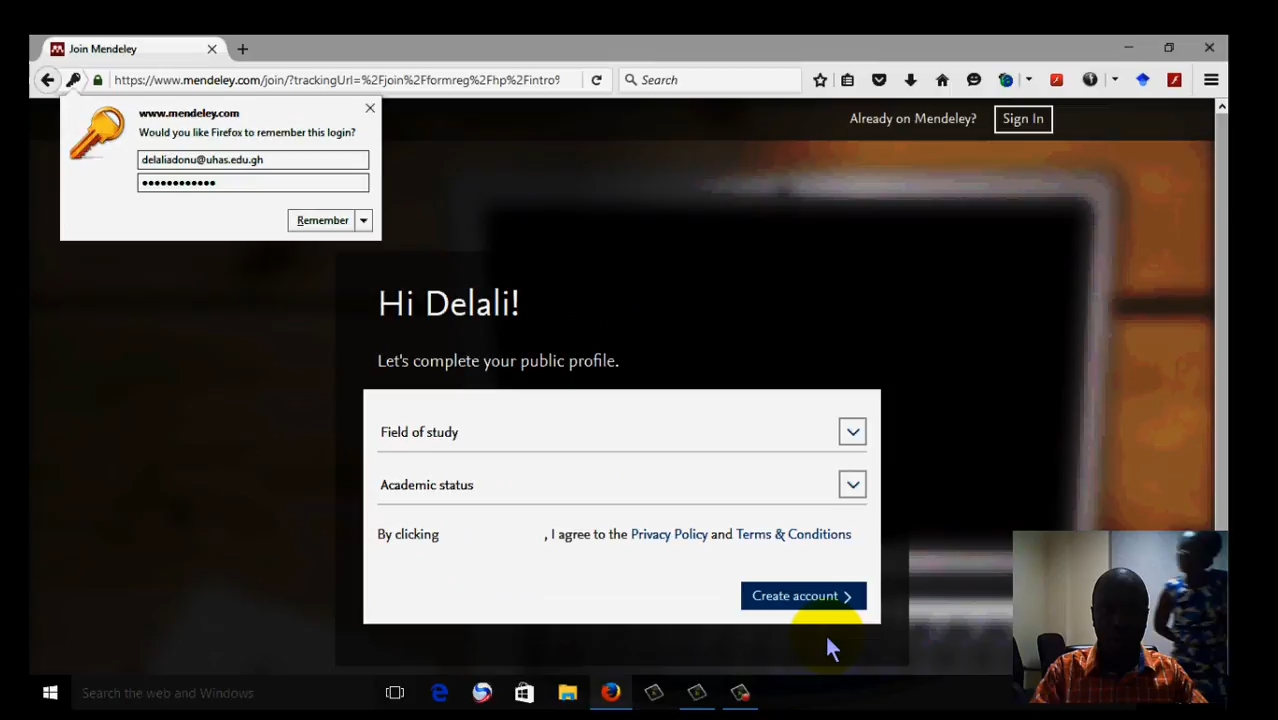 Join Mendeley
https://www.mendeley.com/join/?trackingUrl=%2Fjoin%2Fformreg%2Fhp%2Fintro%
Search
www.mendeley.com
Would you like Firefox to remember this login?
delaliadonu@uhas.edu.gh
••••••••••••
Remember
Already on Mendeley?
Sign In
Hi Delali!
Let's complete your public profile.
Field of study
Academic status
By clicking , I agree to the Privacy Policy and Terms & Conditions
Create account
Search the web and Windows